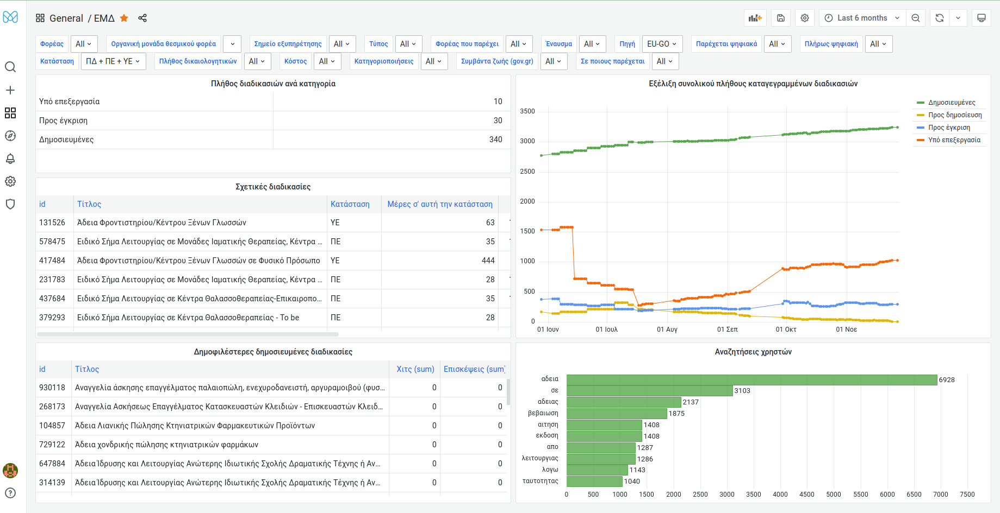 General / ΕΜΔ
Last 6 months
Φορέας All Οργανική μονάδα θεσμικού φορέα Σημείο εξυπηρέτησης All Τύπος All Φορέας που παρέχει All Έναυσμα All Πηγή EU-GO Παρέχεται ψηφιακά All Πλήρως ψηφιακή All
Κατάσταση ΠΔ + ΠΕ + ΥΕ Πλήθος δικαιολογητικών All Κόστος All Κατηγοριοποιήσεις All Συμβάντα ζωής (gov.gr) All Σε ποιους παρέχεται All
Πλήθος διαδικασιών ανά κατηγορία
Υπό επεξεργασία 10
Προς έγκριση 30
Δημοσιευμένες 340
Σχετικές διαδικασίες
id Τίτλος Κατάσταση Μέρες σ' αυτή την κατάσταση
131526 Άδεια Φροντιστηρίου/Κέντρου Ξένων Γλωσσών ΥΕ 63
578475 Ειδικό Σήμα Λειτουργίας σε Μονάδες Ιαματικής Θεραπείας, Κέντρα ... ΠΕ 35
417484 Άδεια Φροντιστηρίου/Κέντρου Ξένων Γλωσσών σε Φυσικό Πρόσωπο ΥΕ 444
231783 Ειδικό Σήμα Λειτουργίας σε Μονάδες Ιαματικής Θεραπείας, Κέντρα ... ΠΕ 28
437684 Ειδικό Σήμα Λειτουργίας σε Κέντρα Θαλασσοθεραπείας-Επικαιροπο... ΠΕ 35
379293 Ειδικό Σήμα Λειτουργίας σε Κέντρα Θαλασσοθεραπείας - To be ΠΕ 28
Δημοφιλέστερες δημοσιευμένες διαδικασίες
id Τίτλος Χιτς (sum) Επισκέψεις (sum)
930118 Αναγγελία άσκησης επαγγέλματος παλαιοπώλη, ενεχυροδανειστή, αργυραμοιβού (φυσ... 0 0
268173 Αναγγελία Ασκήσεως Επαγγέλματος Κατασκευαστών Κλειδιών - Επισκευαστών Κλειδ... 0 0
104857 Άδεια Λιανικής Πώλησης Κτηνιατρικών Φαρμακευτικών Προϊόντων 0 0
729122 Άδεια χονδρικής πώλησης κτηνιατρικών φαρμάκων 0 0
647884 Άδεια Ίδρυσης και Λειτουργίας Ανώτερης Ιδιωτικής Σχολής Δραματικής Τέχνης ή Αν... 0 0
314139 Άδεια Ίδρυσης και Λειτουργίας Ανώτερης Ιδιωτικής Σχολής Δραματικής Τέχνης ή Αν... 0 0
Εξέλιξη συνολικού πλήθους καταγεγραμμένων διαδικασιών
3500
3000
2500
2000
1500
1000
500
0
01 Ιουν 01 Ιουλ 01 Αυγ 01 Σεπ 01 Οκτ 01 Νοε
Δημοσιευμένες
Προς δημοσίευση
Προς έγκριση
Υπό επεξεργασία
Αναζητήσεις χρηστών
αδεια 6928
σε 3103
αδειας 2137
βεβαιωση 1875
αιτηση 1408
εκδοση 1408
απο 1287
λειτουργιας 1286
λογω 1143
ταυτοτητας 1040
0 500 1000 1500 2000 2500 3000 3500 4000 4500 5000 5500 6000 6500 7000 7500